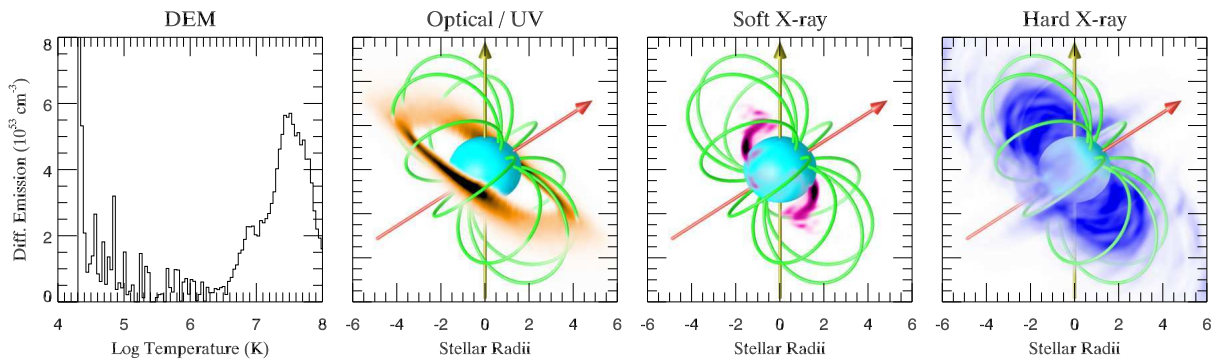 DEM
Optical / UV
Soft X-ray
Hard X-ray
Diff. Emission (10^53 cm^-3)
8
6
4
2
0
4 5 6 7 8
-6 -4 -2 0 2 4 6
-6 -4 -2 0 2 4 6
-6 -4 -2 0 2 4 6
Log Temperature (K)
Stellar Radii
Stellar Radii
Stellar Radii